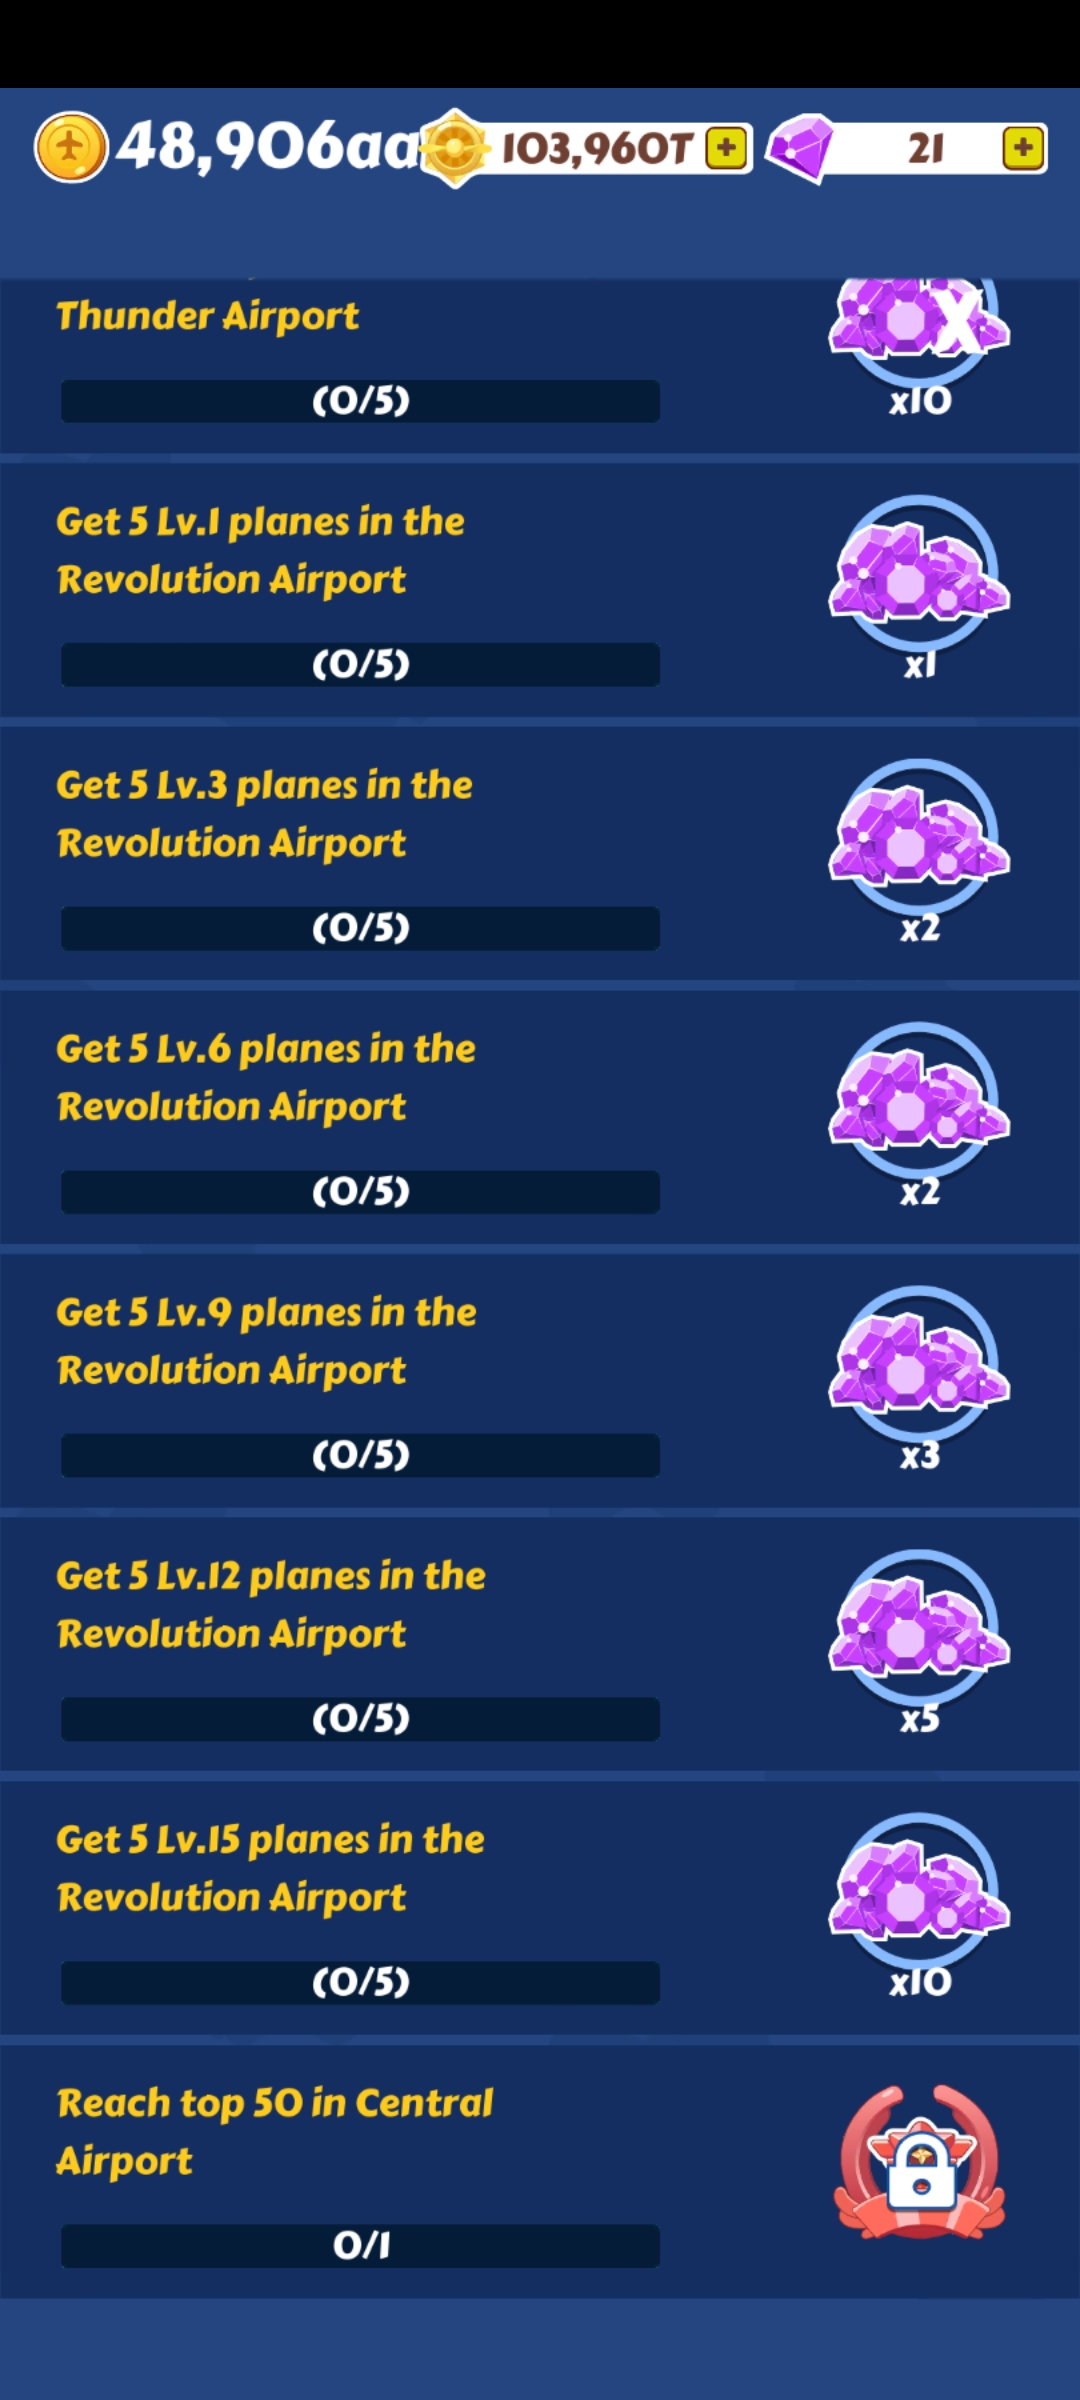 48,906aa 103,960T + 21 +
Thunder Airport
X
(0/5)
x10
Get 5 Lv.1 planes in the
Revolution Airport
(0/5)
x1
Get 5 Lv.3 planes in the
Revolution Airport
(0/5)
x2
Get 5 Lv.6 planes in the
Revolution Airport
(0/5)
x2
Get 5 Lv.9 planes in the
Revolution Airport
(0/5)
x3
Get 5 Lv.12 planes in the
Revolution Airport
(0/5)
x5
Get 5 Lv.15 planes in the
Revolution Airport
(0/5)
x10
Reach top 50 in Central
Airport
0/1